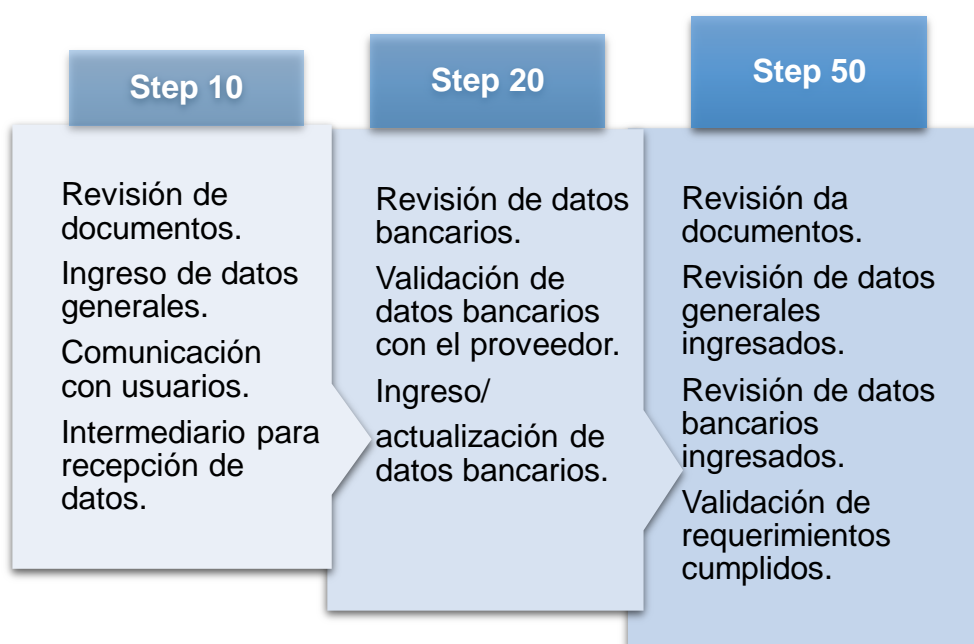 Step 10
Revisión de
documentos.
Ingreso de datos
generales.
Comunicación
con usuarios.
Intermediario para
recepción de
datos.
Step 20
Revisión de datos
bancarios.
Validación de
datos bancarios
con el proveedor.
Ingreso/
actualización de
datos bancarios.
Step 50
Revisión da
documentos.
Revisión de datos
generales
ingresados.
Revisión de datos
bancarios
ingresados.
Validación de
requerimientos
cumplidos.